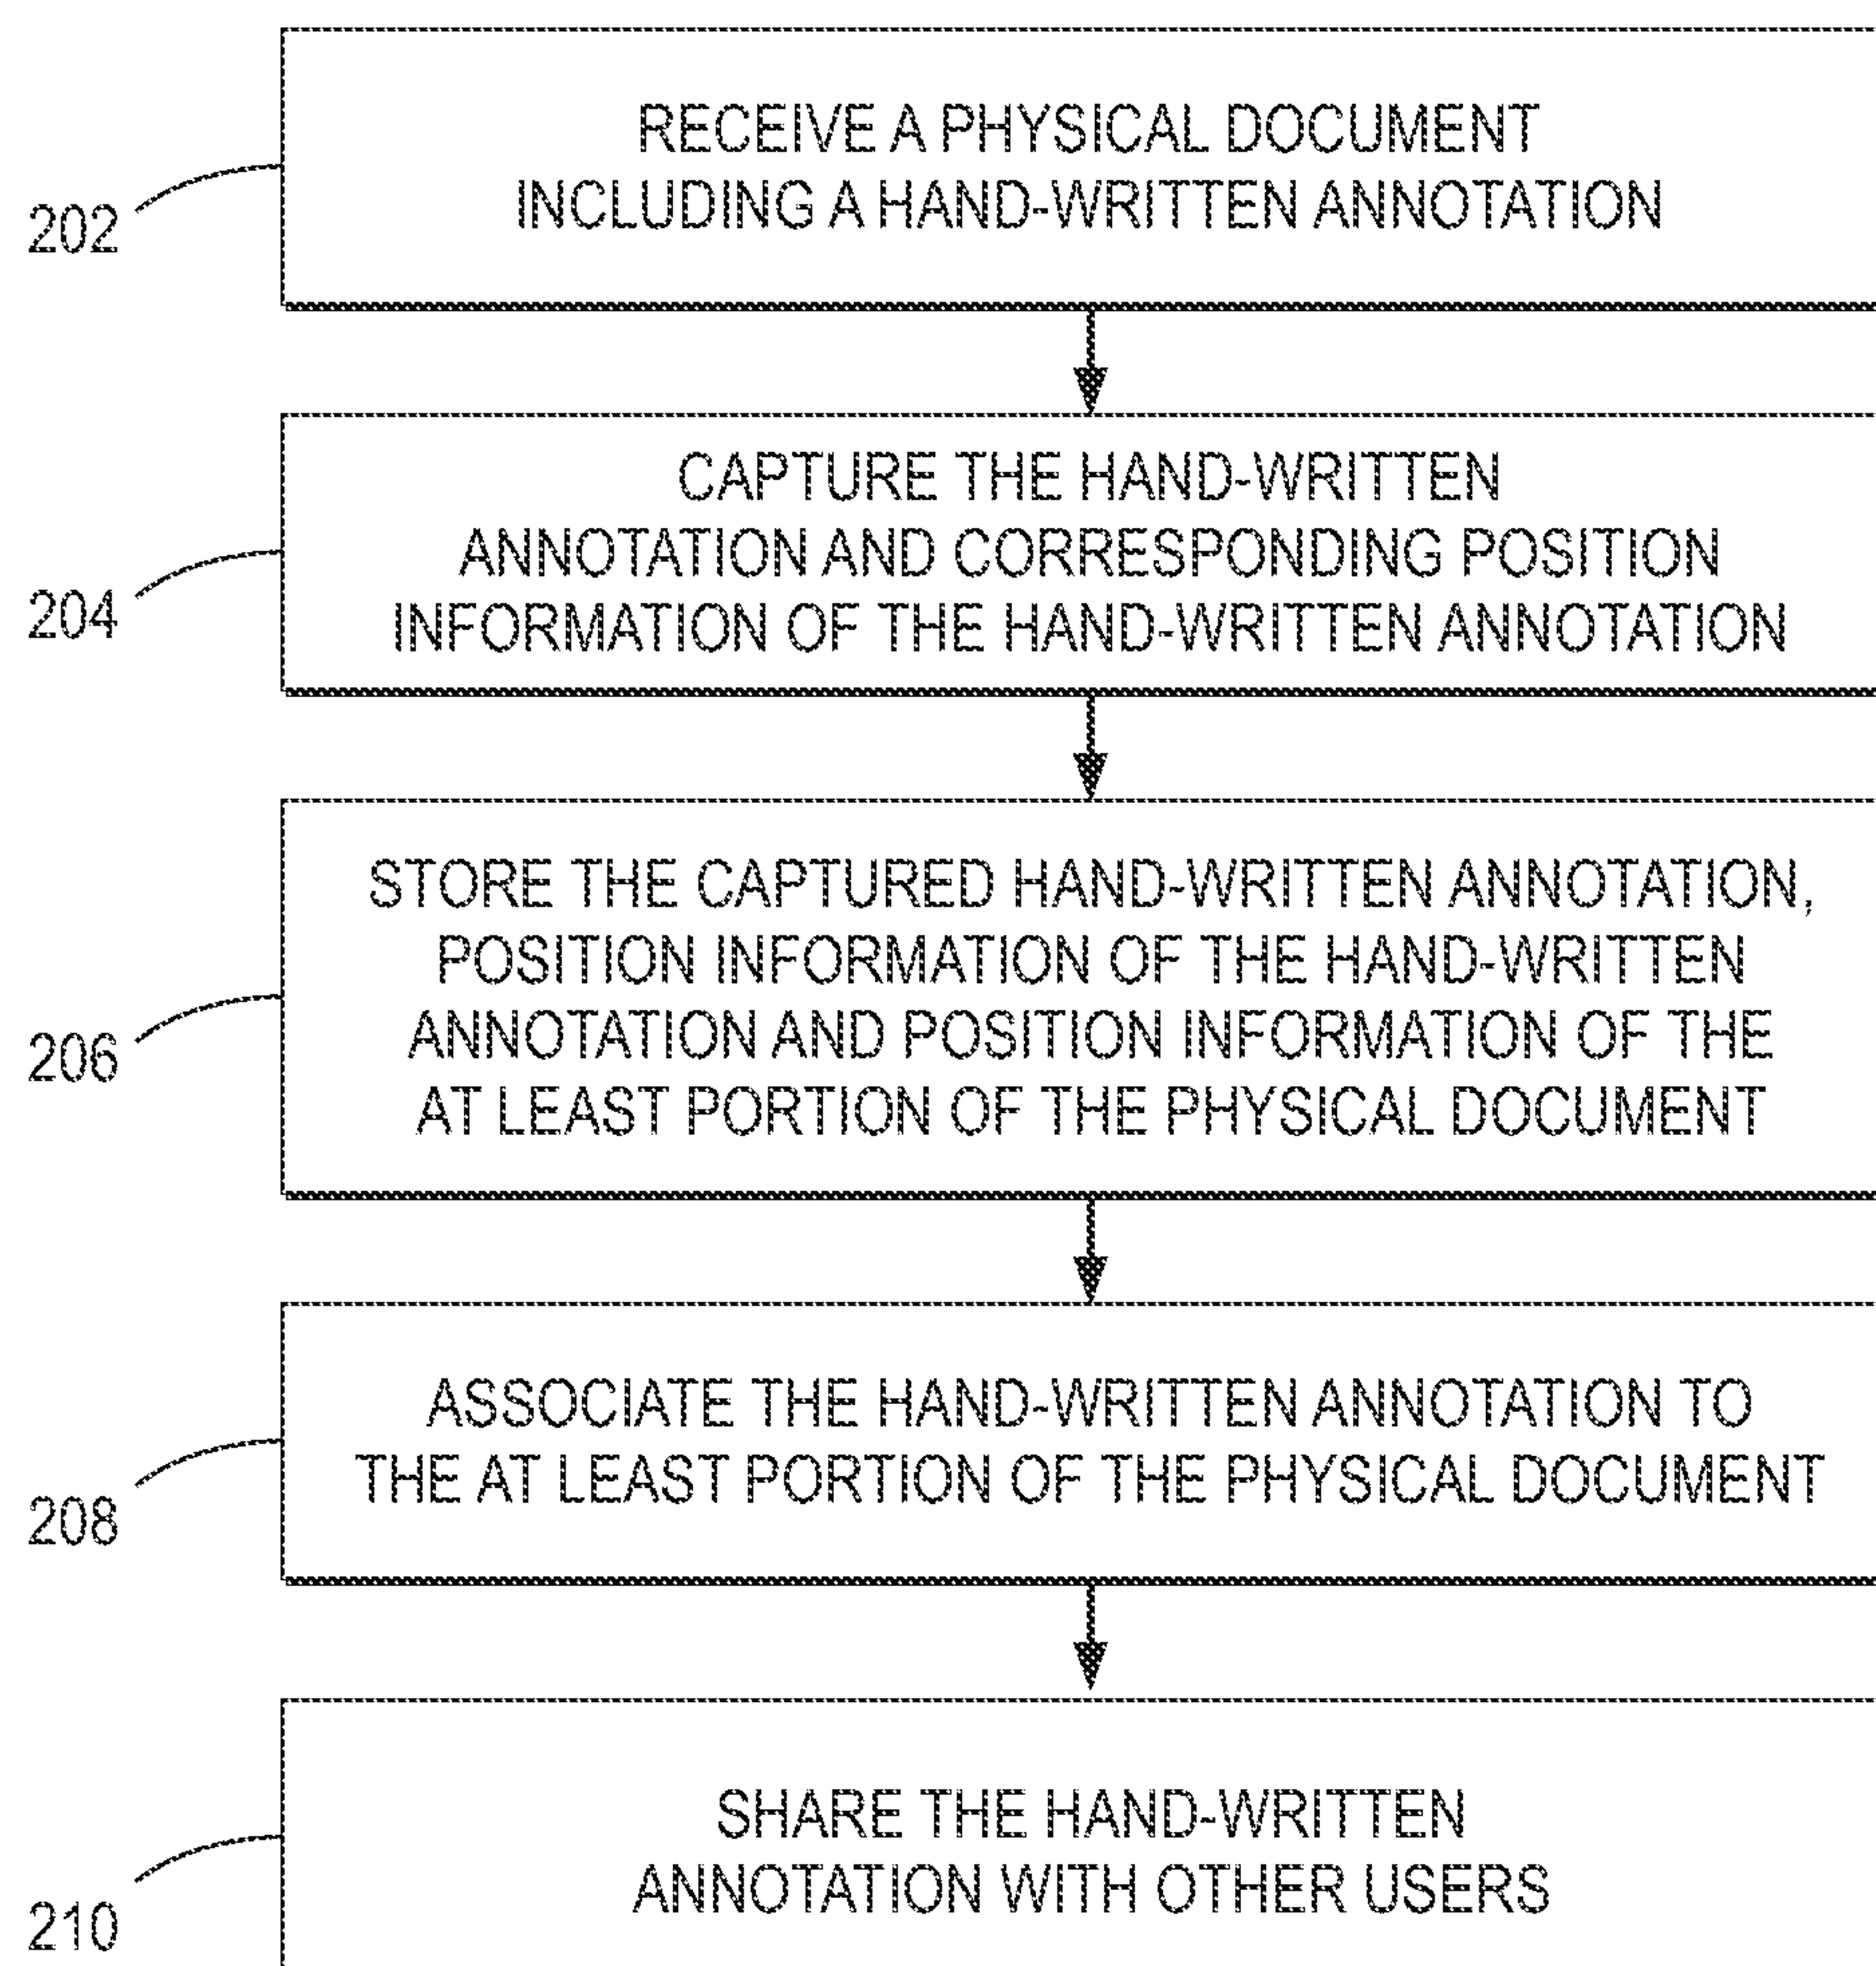 RECEIVE A PHYSICAL DOCUMENT
INCLUDING A HAND-WRITTEN ANNOTATION
202
CAPTURE THE HAND-WRITTEN
ANNOTATION AND CORRESPONDING POSITION
INFORMATION OF THE HAND-WRITTEN ANNOTATION
204
STORE THE CAPTURED HAND-WRITTEN ANNOTATION,
POSITION INFORMATION OF THE HAND-WRITTEN
ANNOTATION AND POSITION INFORMATION OF THE
AT LEAST PORTION OF THE PHYSICAL DOCUMENT
206
ASSOCIATE THE HAND-WRITTEN ANNOTATION TO
THE AT LEAST PORTION OF THE PHYSICAL DOCUMENT
208
SHARE THE HAND-WRITTEN
ANNOTATION WITH OTHER USERS
210